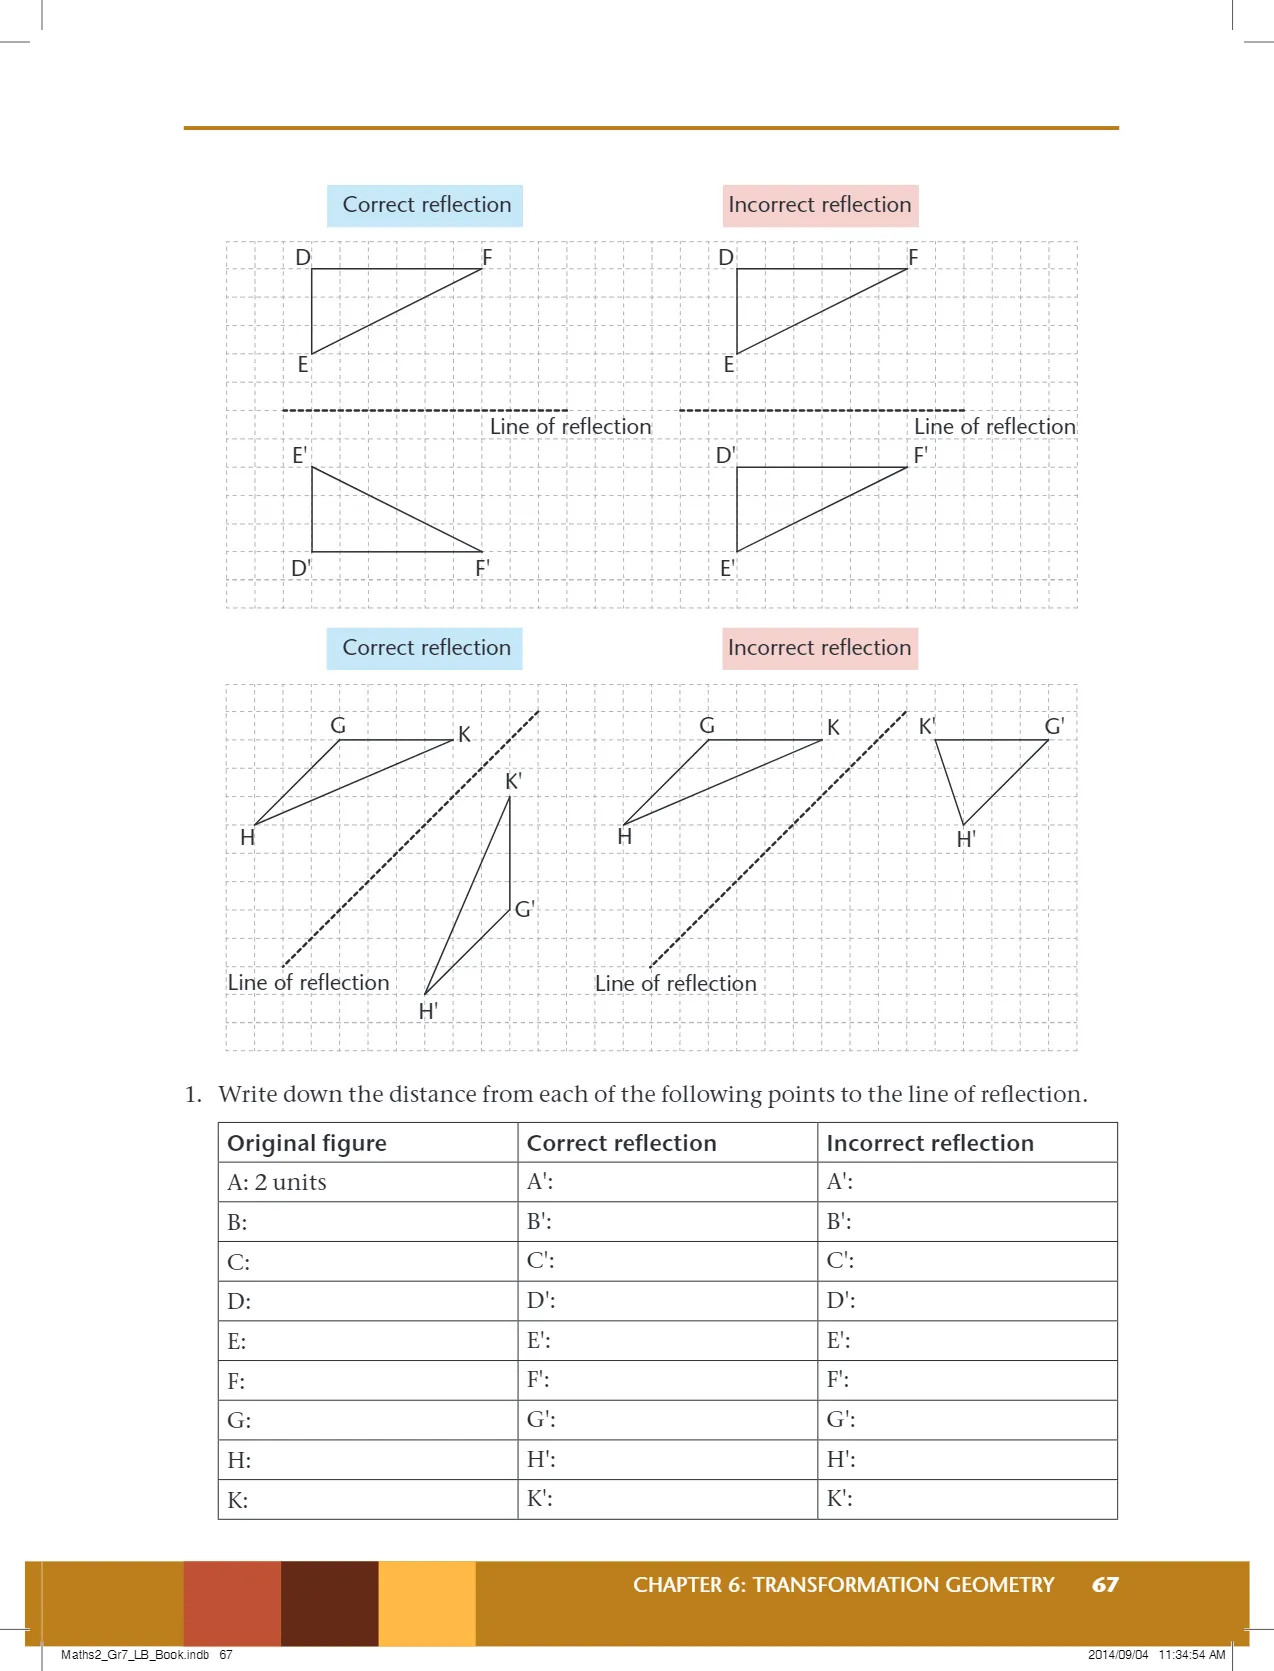 Correct reflection Incorrect reflection
D F D F
E E
Line of reflection Line of reflection
E' D' F'
D' F' E'
Correct reflection Incorrect reflection
G K G K K' G'
K'
H H H'
G'
Line of reflection Line of reflection
H'
1. Write down the distance from each of the following points to the line of reflection.
Original figure Correct reflection Incorrect reflection
A: 2 units A': A':
B: B': B':
C: C': C':
D: D': D':
E: E': E':
F: F': F':
G: G': G':
H: H': H':
K: K': K':
CHAPTER 6: TRANSFORMATION GEOMETRY 67
Maths2_Gr7_LB_Book.indb 67 2014/09/04 11:34:54 AM